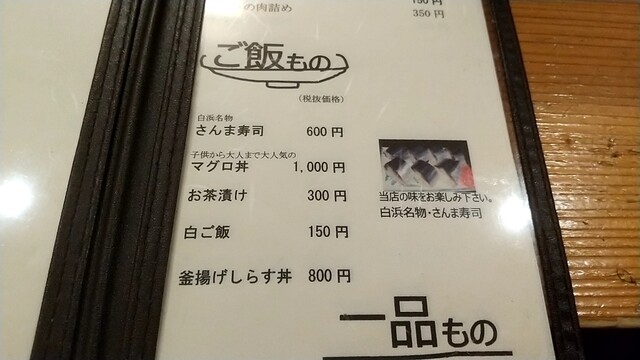 の肉詰め
350円
ご飯もの
(税抜価格)
白浜名物
さんま寿司 600円
子供から大人まで大人気の
マグロ丼 1,000円
お茶漬け 300円
白ご飯 150円
釜揚げしらす丼 800円
当店の味をお楽しみ下さい。
白浜名物・さんま寿司
一品もの